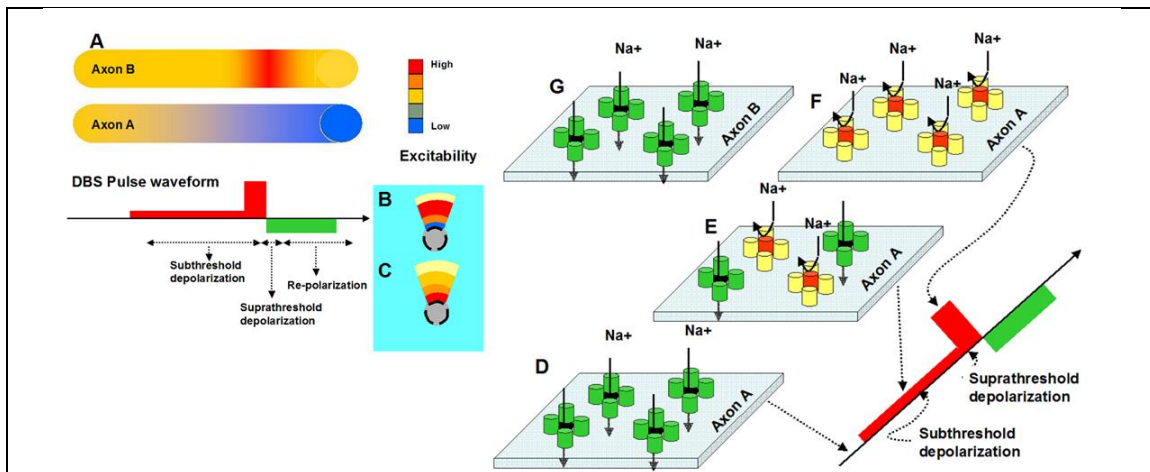 A
Axon B
Axon A
High
Low
Excitability
DBS Pulse waveform
Subthreshold
depolarization
Re-polarization
Suprathreshold
depolarization
B
C
G
Na+
Na+
Axon B
F
Na+
Na+
Na+
Axon A
E
Na+
Na+
Axon A
D
Na+
Na+
Axon A
Suprathreshold
depolarization
Subthreshold
depolarization